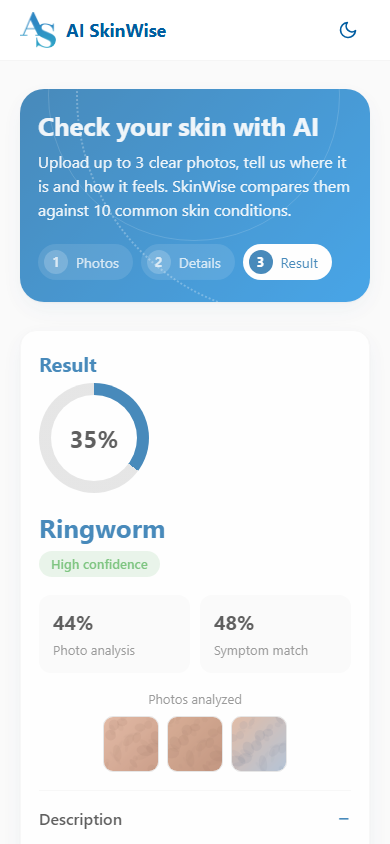 AS AI SkinWise
Check your skin with AI
Upload up to 3 clear photos, tell us where it
is and how it feels. SkinWise compares them
against 10 common skin conditions.
1 Photos 2 Details 3 Result
Result
35%
Ringworm
High confidence
44% 48%
Photo analysis Symptom match
Photos analyzed
Description −